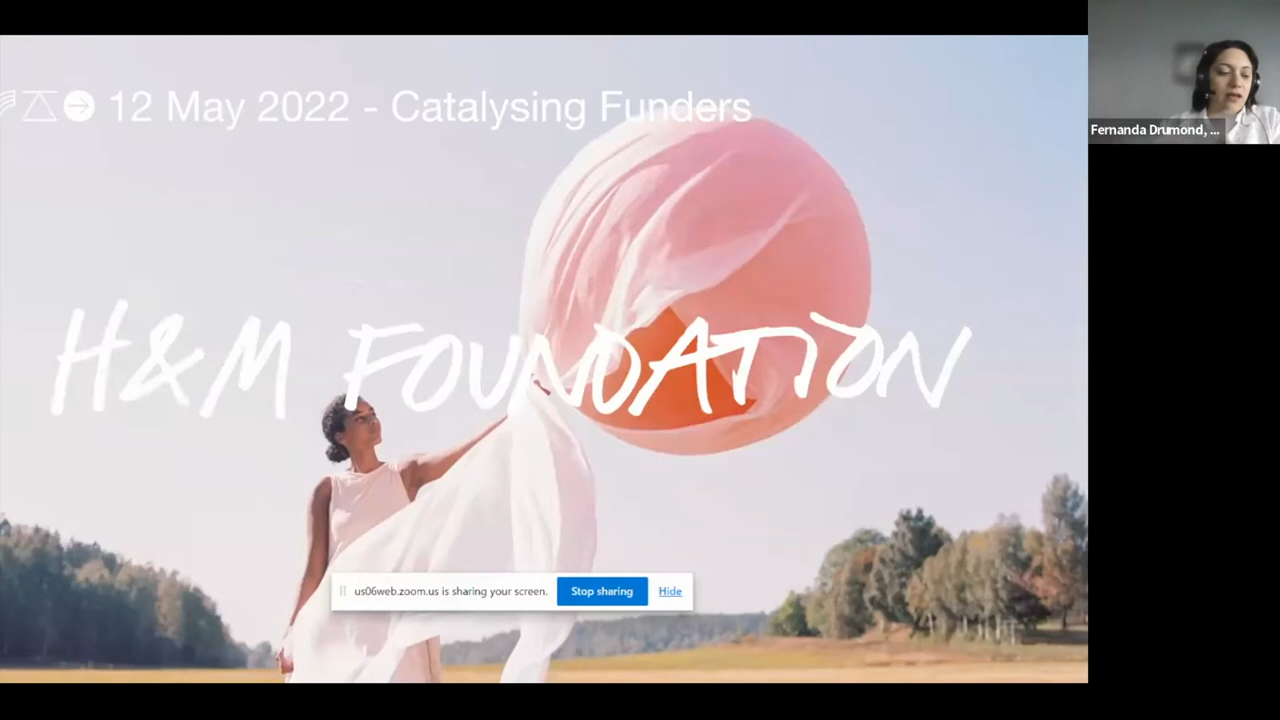 12 May 2022 - Catalysing Funders
H&M FOUNDATION
us06web.zoom.us is sharing your screen. Stop sharing Hide
Fernanda Drumond, ...